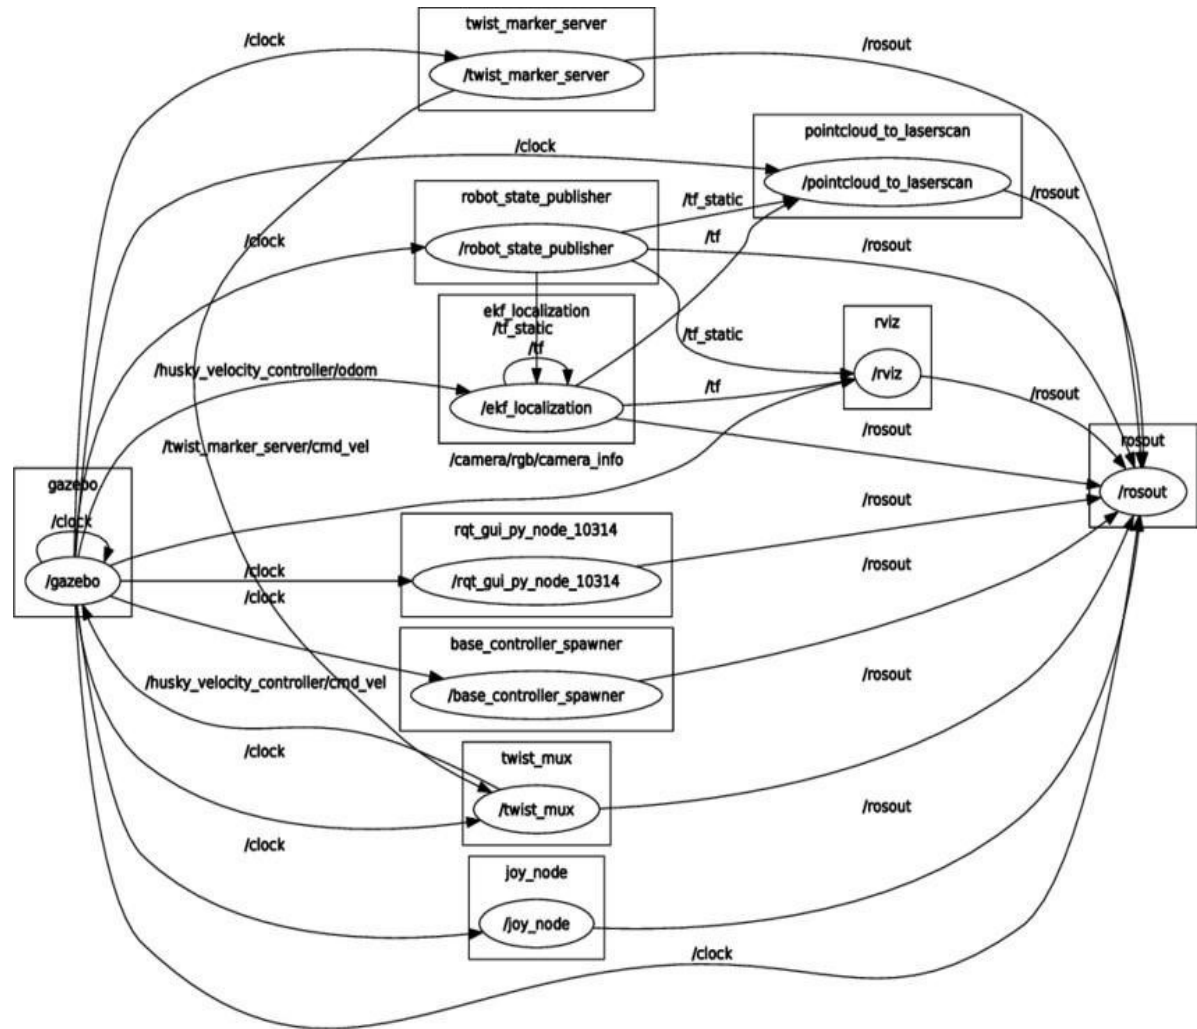 twist_marker_server
/clock
/rosout
/twist_marker_server
pointcloud_to_laserscan
/clock
/pointcloud_to_laserscan
/rosout
robot_state_publisher
/tf_static
/clock
/robot_state_publisher
/tf
/rosout
ekf_localization
/tf_static
/tf
rviz
/tf_static
/husky_velocity_controller/odom
/rviz
/tf
/rosout
/ekf_localization
/rosout
/twist_marker_server/cmd_vel
/camera/rgb/camera_info
rosout
gazebo
/rosout
/clock
/rosout
rqt_gui_py_node_10314
/gazebo
/clock
/rqt_gui_py_node_10314
/rosout
/clock
base_controller_spawner
/husky_velocity_controller/cmd_vel
/base_controller_spawner
/rosout
/clock
twist_mux
/twist_mux
/rosout
/clock
joy_node
/joy_node
/clock